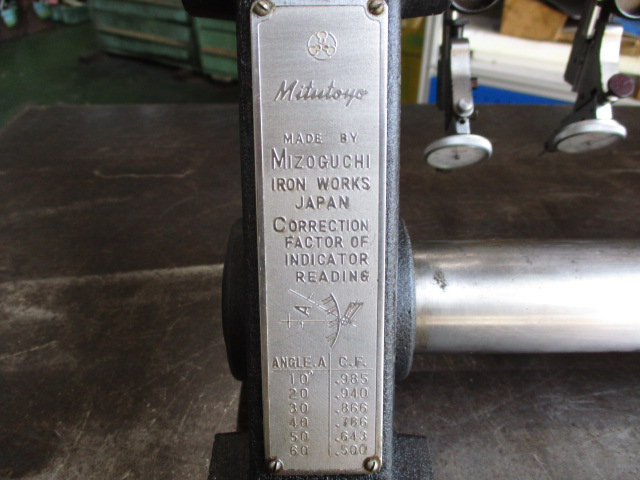 Mitutoyo
MADE BY
MIZOGUCHI
IRON WORKS
JAPAN
CORRECTION
FACTOR OF
INDICATOR
READING
A
ANGLE.A C.F.
10° .985
20 .940
30 .866
40 .766
50 .643
60 .500